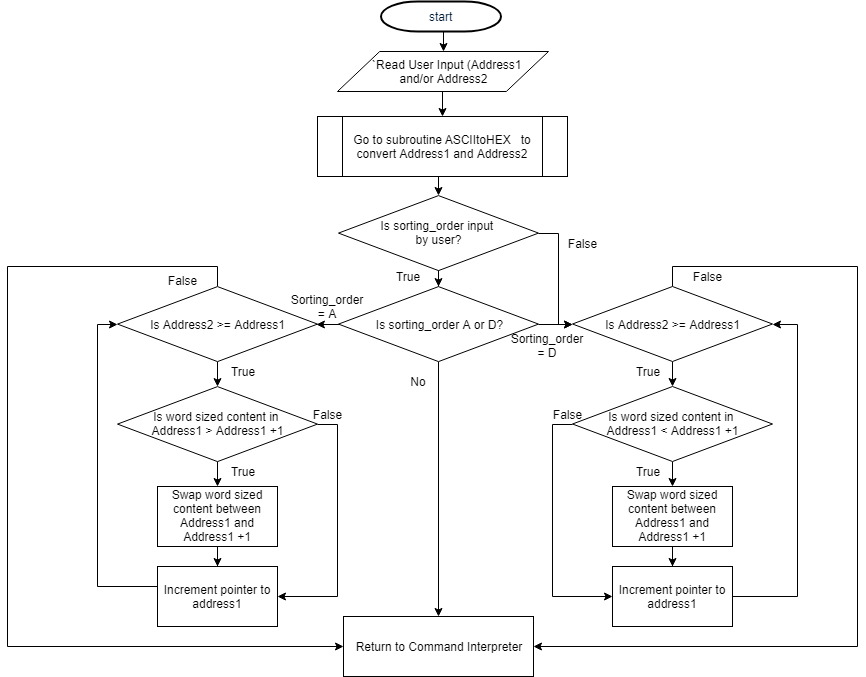 start
`Read User Input (Address1
and/or Address2
Go to subroutine ASCIItoHEX to
convert Address1 and Address2
Is sorting_order input
by user?
False
True
False
Sorting_order
= A
False
Is Address2 >= Address1
Is sorting_order A or D?
Is Address2 >= Address1
Sorting_order
= D
True
No
True
Is word sized content in
Address1 > Address1 +1
False
False
Is word sized content in
Address1 < Address1 +1
True
True
Swap word sized
content between
Address1 and
Address1 +1
Swap word sized
content between
Address1 and
Address1 +1
Increment pointer to
address1
Increment pointer to
address1
Return to Command Interpreter